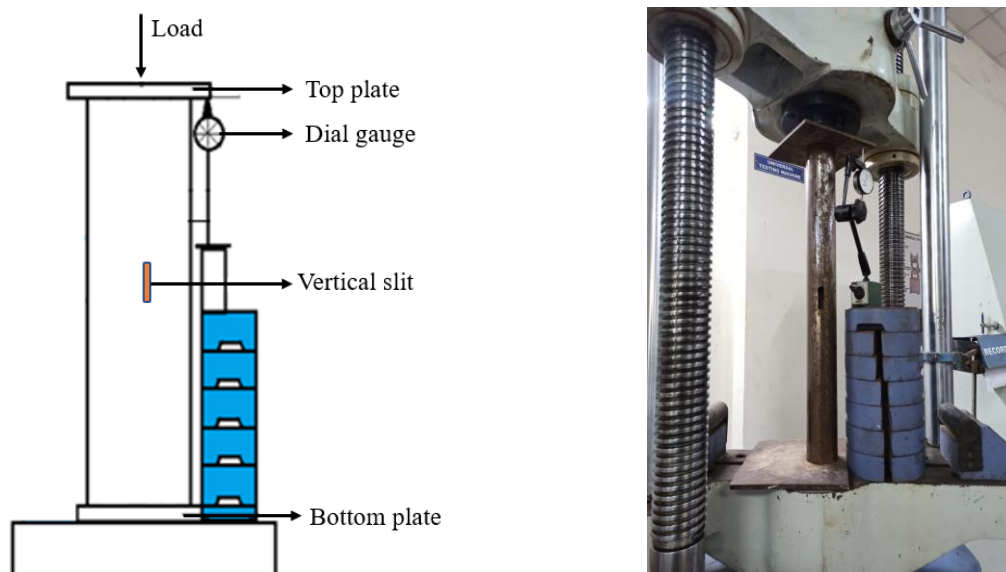 Load
Top plate
Dial gauge
Vertical slit
Bottom plate
UNIVERSAL
TESTING MACHINE
RECORD